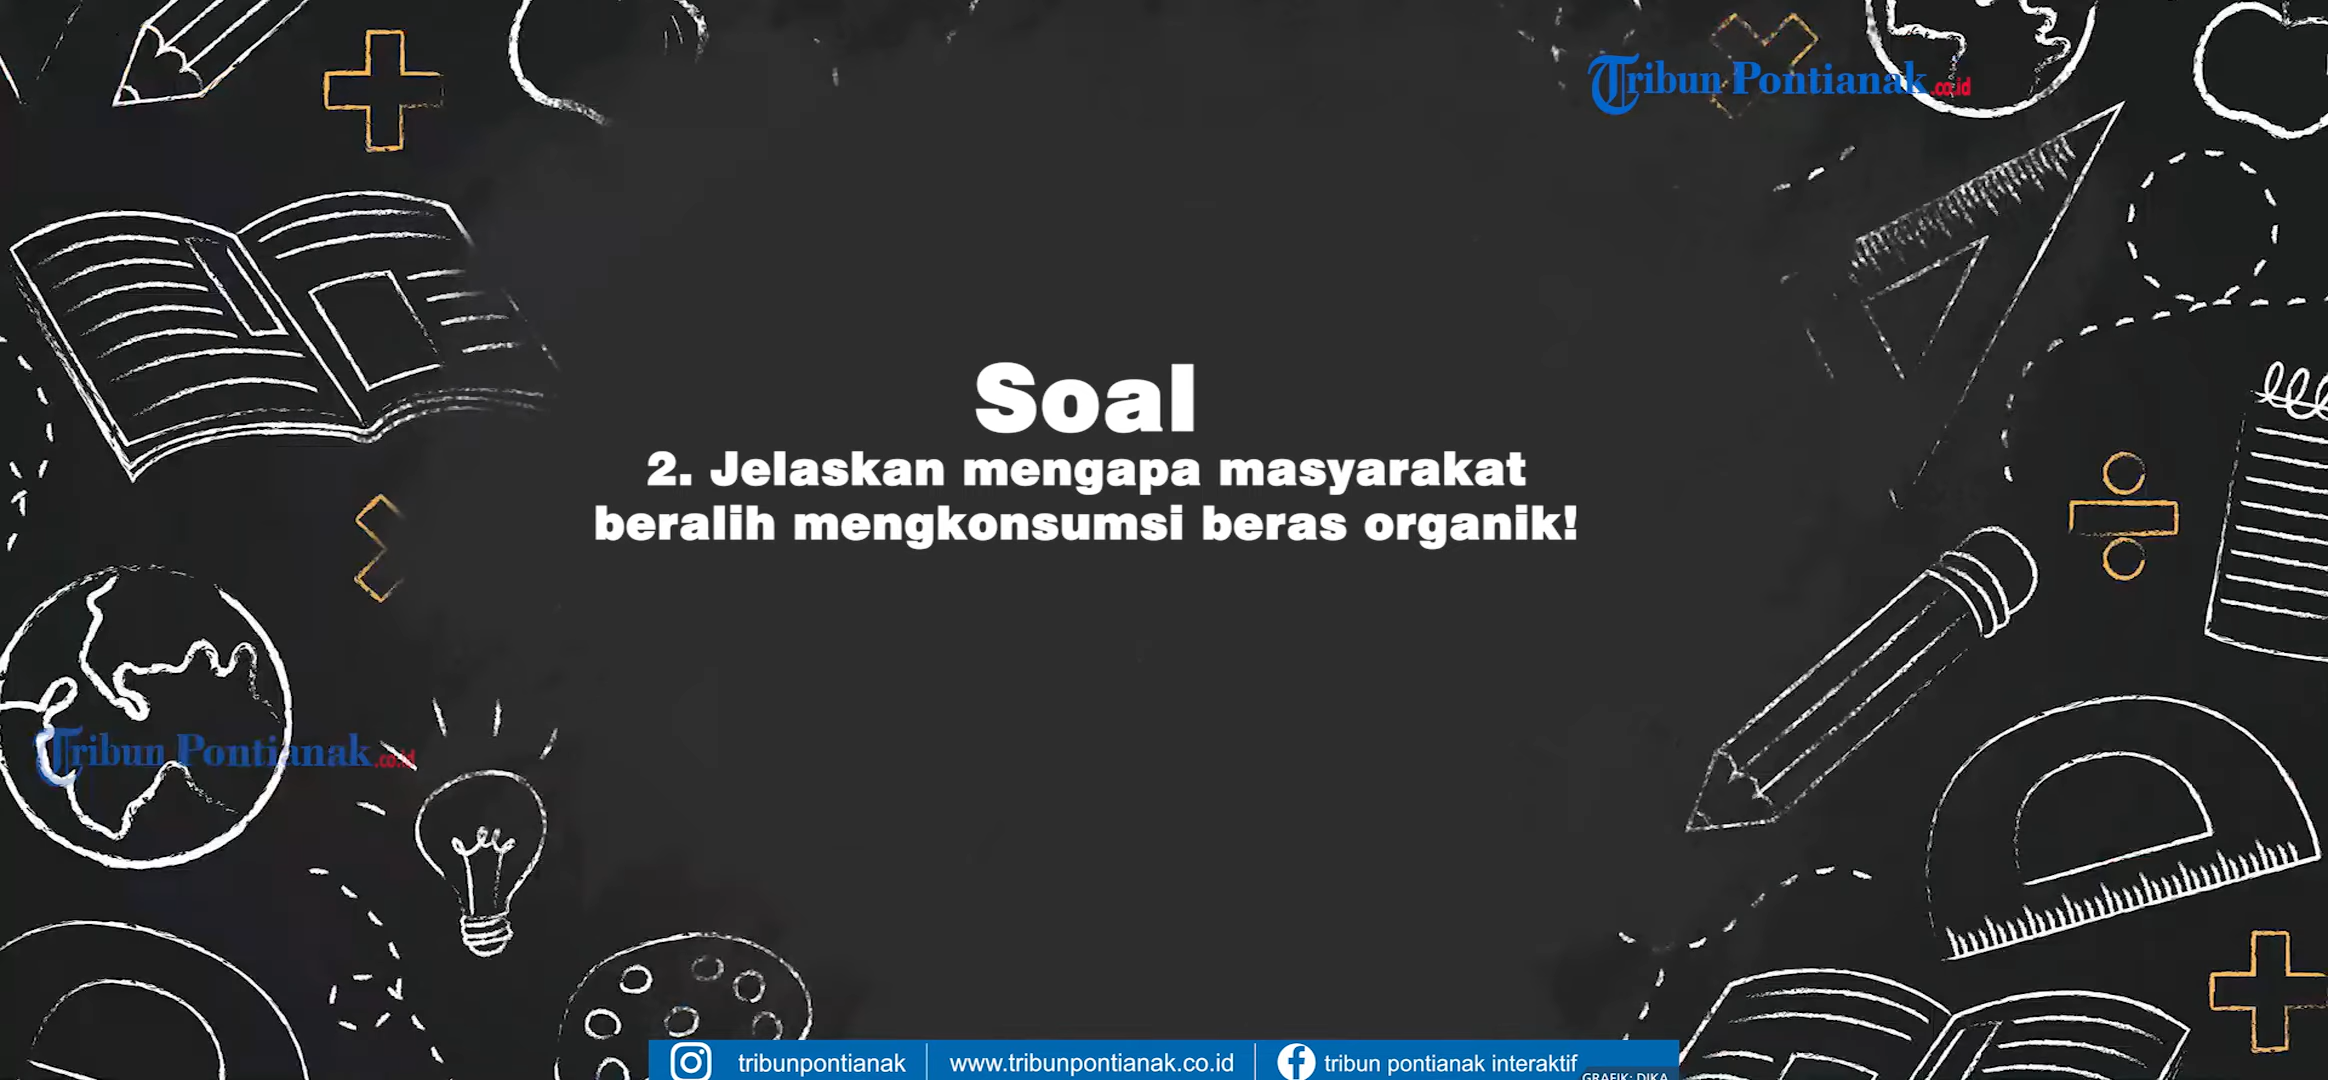 Tribun Pontianak.co.id
Soal
2. Jelaskan mengapa masyarakat
beralih mengkonsumsi beras organik!
Tribun Pontianak.co.id
tribunpontianak
www.tribunpontianak.co.id
tribun pontianak interaktif
GRAFIK: DIKA